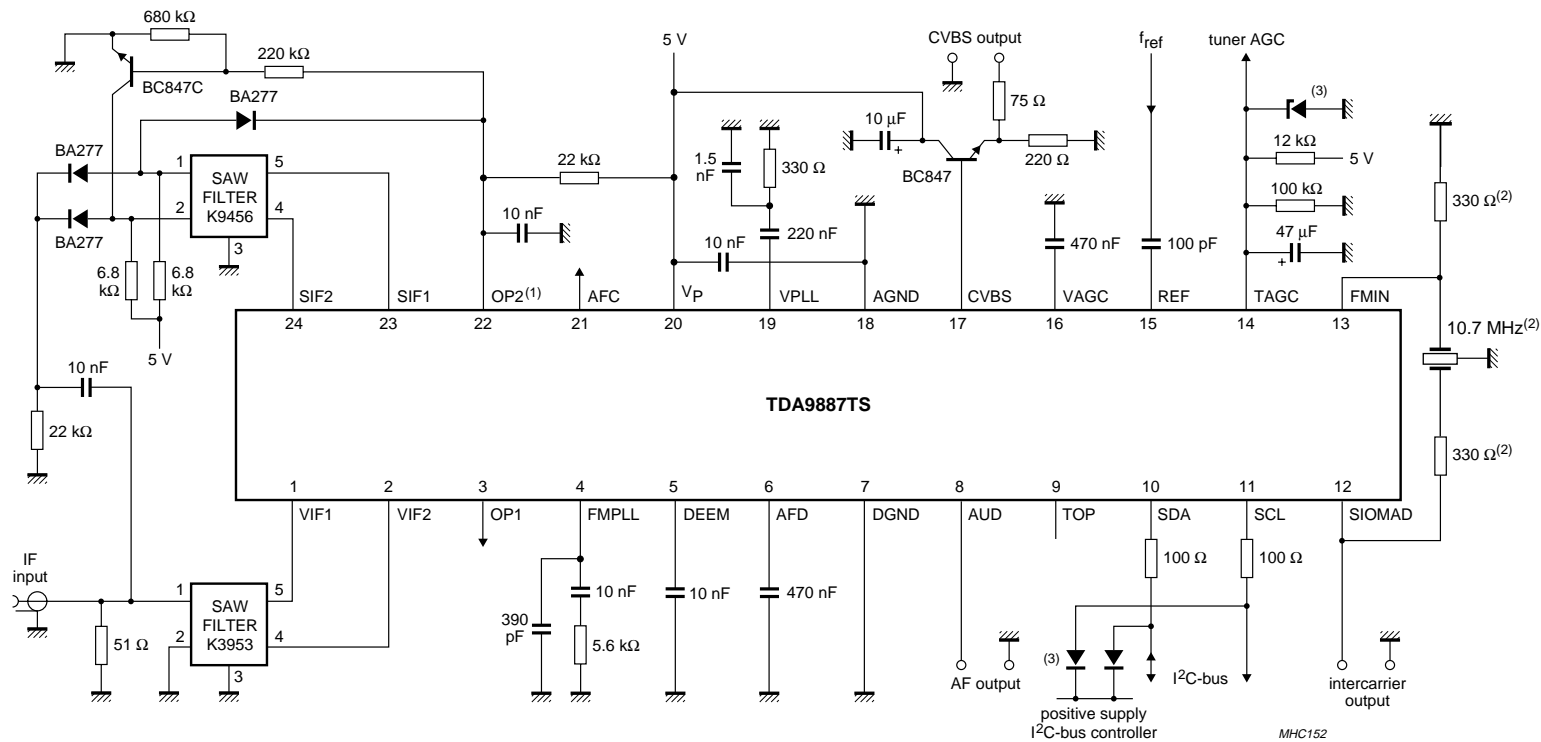 680 kΩ
220 kΩ
BC847C
BA277
5 V
CVBS output
f_ref
tuner AGC
75 Ω
(3)
10 μF
+
12 kΩ
5 V
BA277
1
5
SAW
FILTER
K9456
2
4
3
BA277
22 kΩ
1.5
nF
330 Ω
BC847
220 Ω
100 kΩ
330 Ω(2)
10 nF
220 nF
10 nF
470 nF
100 pF
47 μF
+
6.8
kΩ
6.8
kΩ
5 V
SIF2
SIF1
OP2(1)
AFC
VP
VPLL
AGND
CVBS
VAGC
REF
TAGC
FMIN
24
23
22
21
20
19
18
17
16
15
14
13
10.7 MHz(2)
10 nF
22 kΩ
TDA9887TS
330 Ω(2)
1
2
3
4
5
6
7
8
9
10
11
12
VIF1
VIF2
OP1
FMPLL
DEEM
AFD
DGND
AUD
TOP
SDA
SCL
SIOMAD
100 Ω
100 Ω
IF
input
51 Ω
1
5
SAW
FILTER
K3953
2
4
3
390
pF
10 nF
5.6 kΩ
10 nF
470 nF
AF output
(3)
I2C-bus
positive supply
I2C-bus controller
intercarrier
output
MHC152